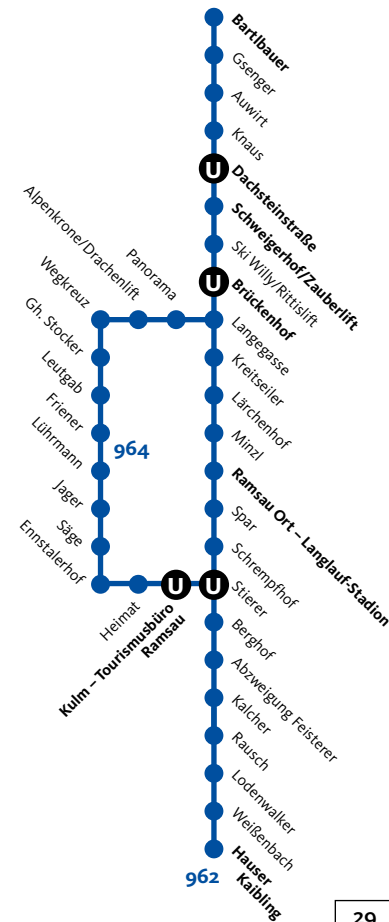 Bartlbauer
Gsenger
Auwirt
Knaus
U
Dachsteinstraße
Schweigerhof/Zauberlift
Ski Willy/Rittislift
U
Brückenhof
Langegasse
Kreitseiler
Lärchenhof
Minzl
Ramsau Ort – Langlauf-Stadion
Spar
Schrempfhof
U
Stierer
Berghof
Abzweigung Feisterer
Kalcher
Rausch
Lodenwalker
Weißenbach
Hauser
Kaibling
962
Panorama
Alpenkrone/Drachenlift
Wegkreuz
Gh. Stocker
Leutgab
Friener
Lührmann
Jager
Säge
Ennstalerhof
964
Heimat
U
Kulm – Tourismusbüro
Ramsau
29